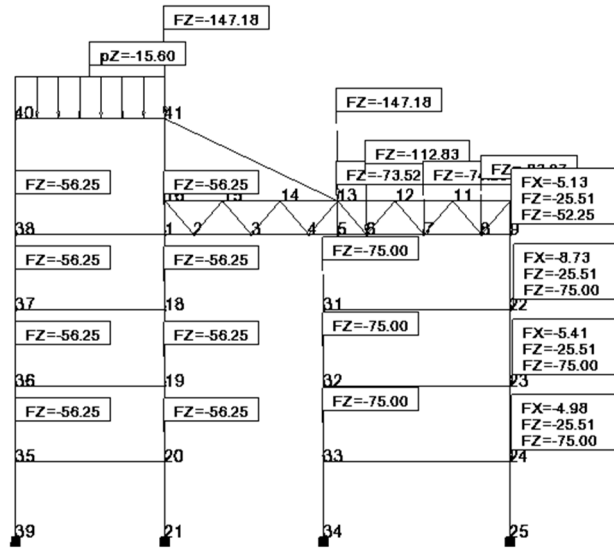 FZ=-147.18
pZ=-15.60
40 41
FZ=-147.18
FZ=-112.83
FZ=-73.52
FZ=-56.25 FZ=-56.25
14 13 12 11
FX=-5.13
FZ=-25.51
FZ=-52.25
38 1 2 3 4 5 6 7 8 9
FZ=-56.25 FZ=-56.25 FZ=-75.00
FX=-8.73
FZ=-25.51
FZ=-75.00
37 18 31 22
FZ=-56.25 FZ=-56.25 FZ=-75.00
FX=-5.41
FZ=-25.51
FZ=-75.00
36 19 32 23
FZ=-56.25 FZ=-56.25 FZ=-75.00
FX=-4.98
FZ=-25.51
FZ=-75.00
35 20 33 24
39 21 34 25